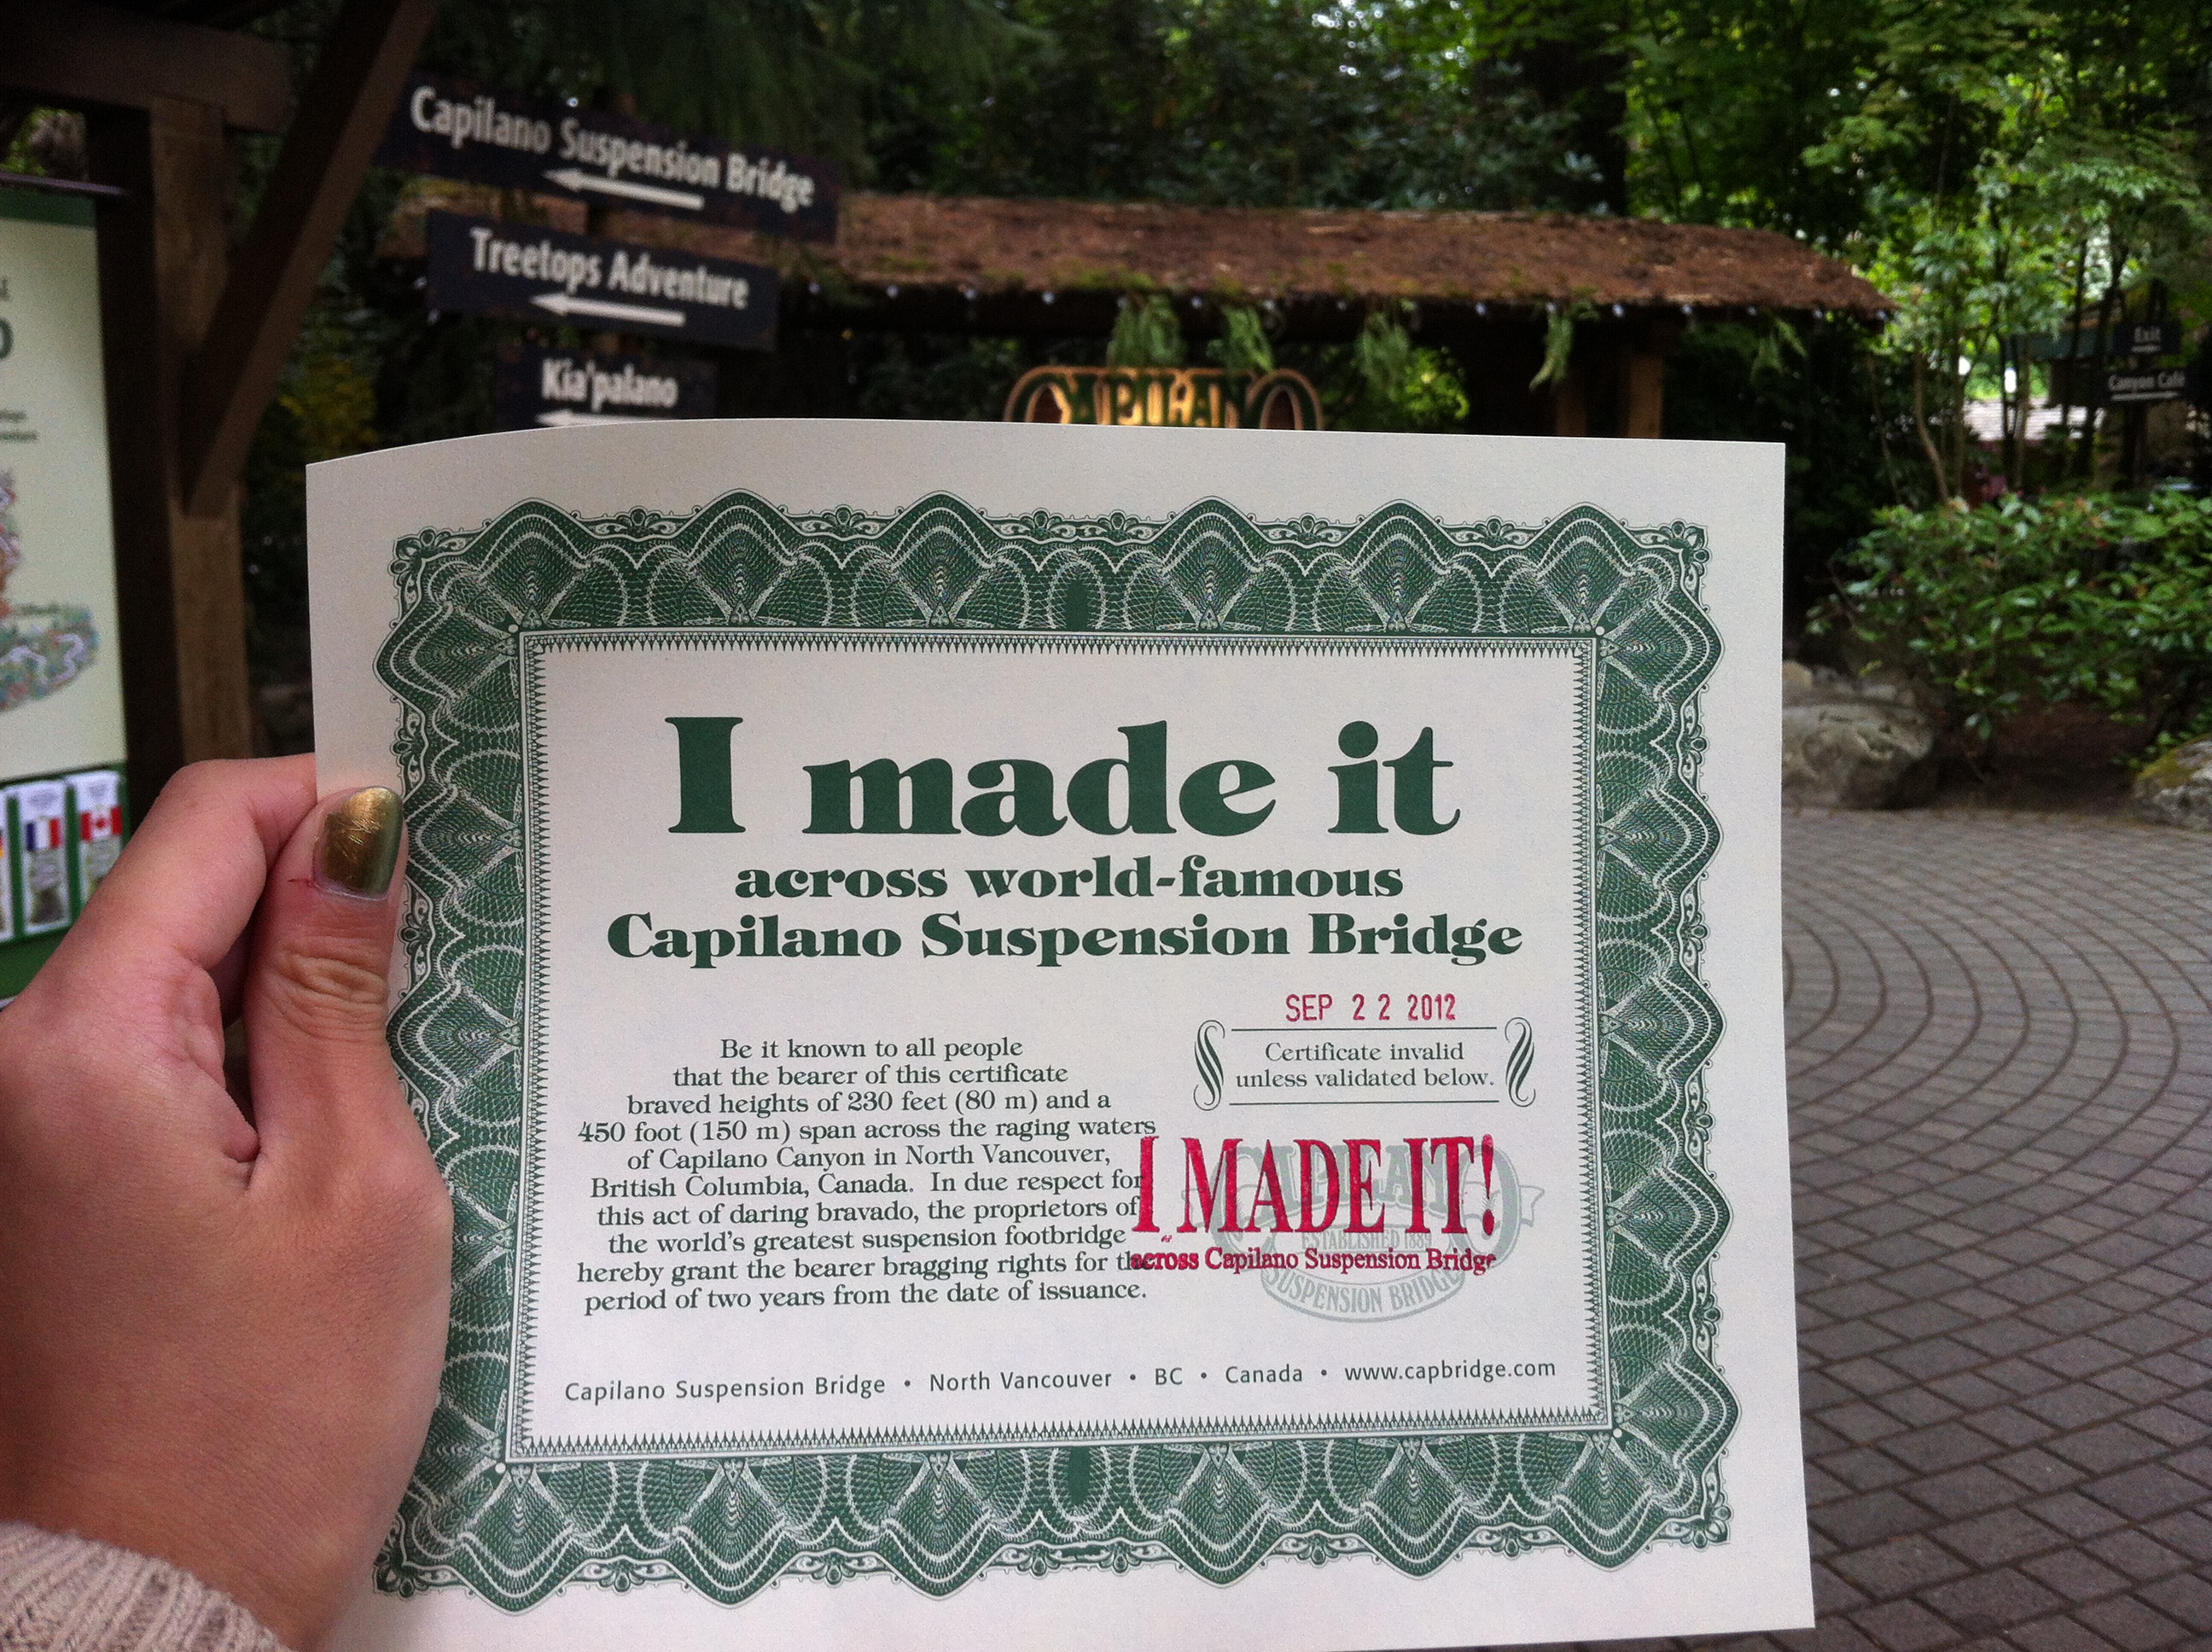 Capilano Suspension Bridge
Treetops Adventure
Kia'palano
CAPILANO
Exit
Canyon Café
I made it
across world-famous
Capilano Suspension Bridge
SEP 22 2012
Certificate invalid
unless validated below.
Be it known to all people
that the bearer of this certificate
braved heights of 230 feet (80 m) and a
450 foot (150 m) span across the raging waters
of Capilano Canyon in North Vancouver,
British Columbia, Canada. In due respect for
this act of daring bravado, the proprietors of
the world's greatest suspension footbridge
hereby grant the bearer bragging rights for the
period of two years from the date of issuance.
I MADE IT!
across Capilano Suspension Bridge
CAPILANO
ESTABLISHED 1889
SUSPENSION BRIDGE
Capilano Suspension Bridge • North Vancouver • BC • Canada • www.capbridge.com